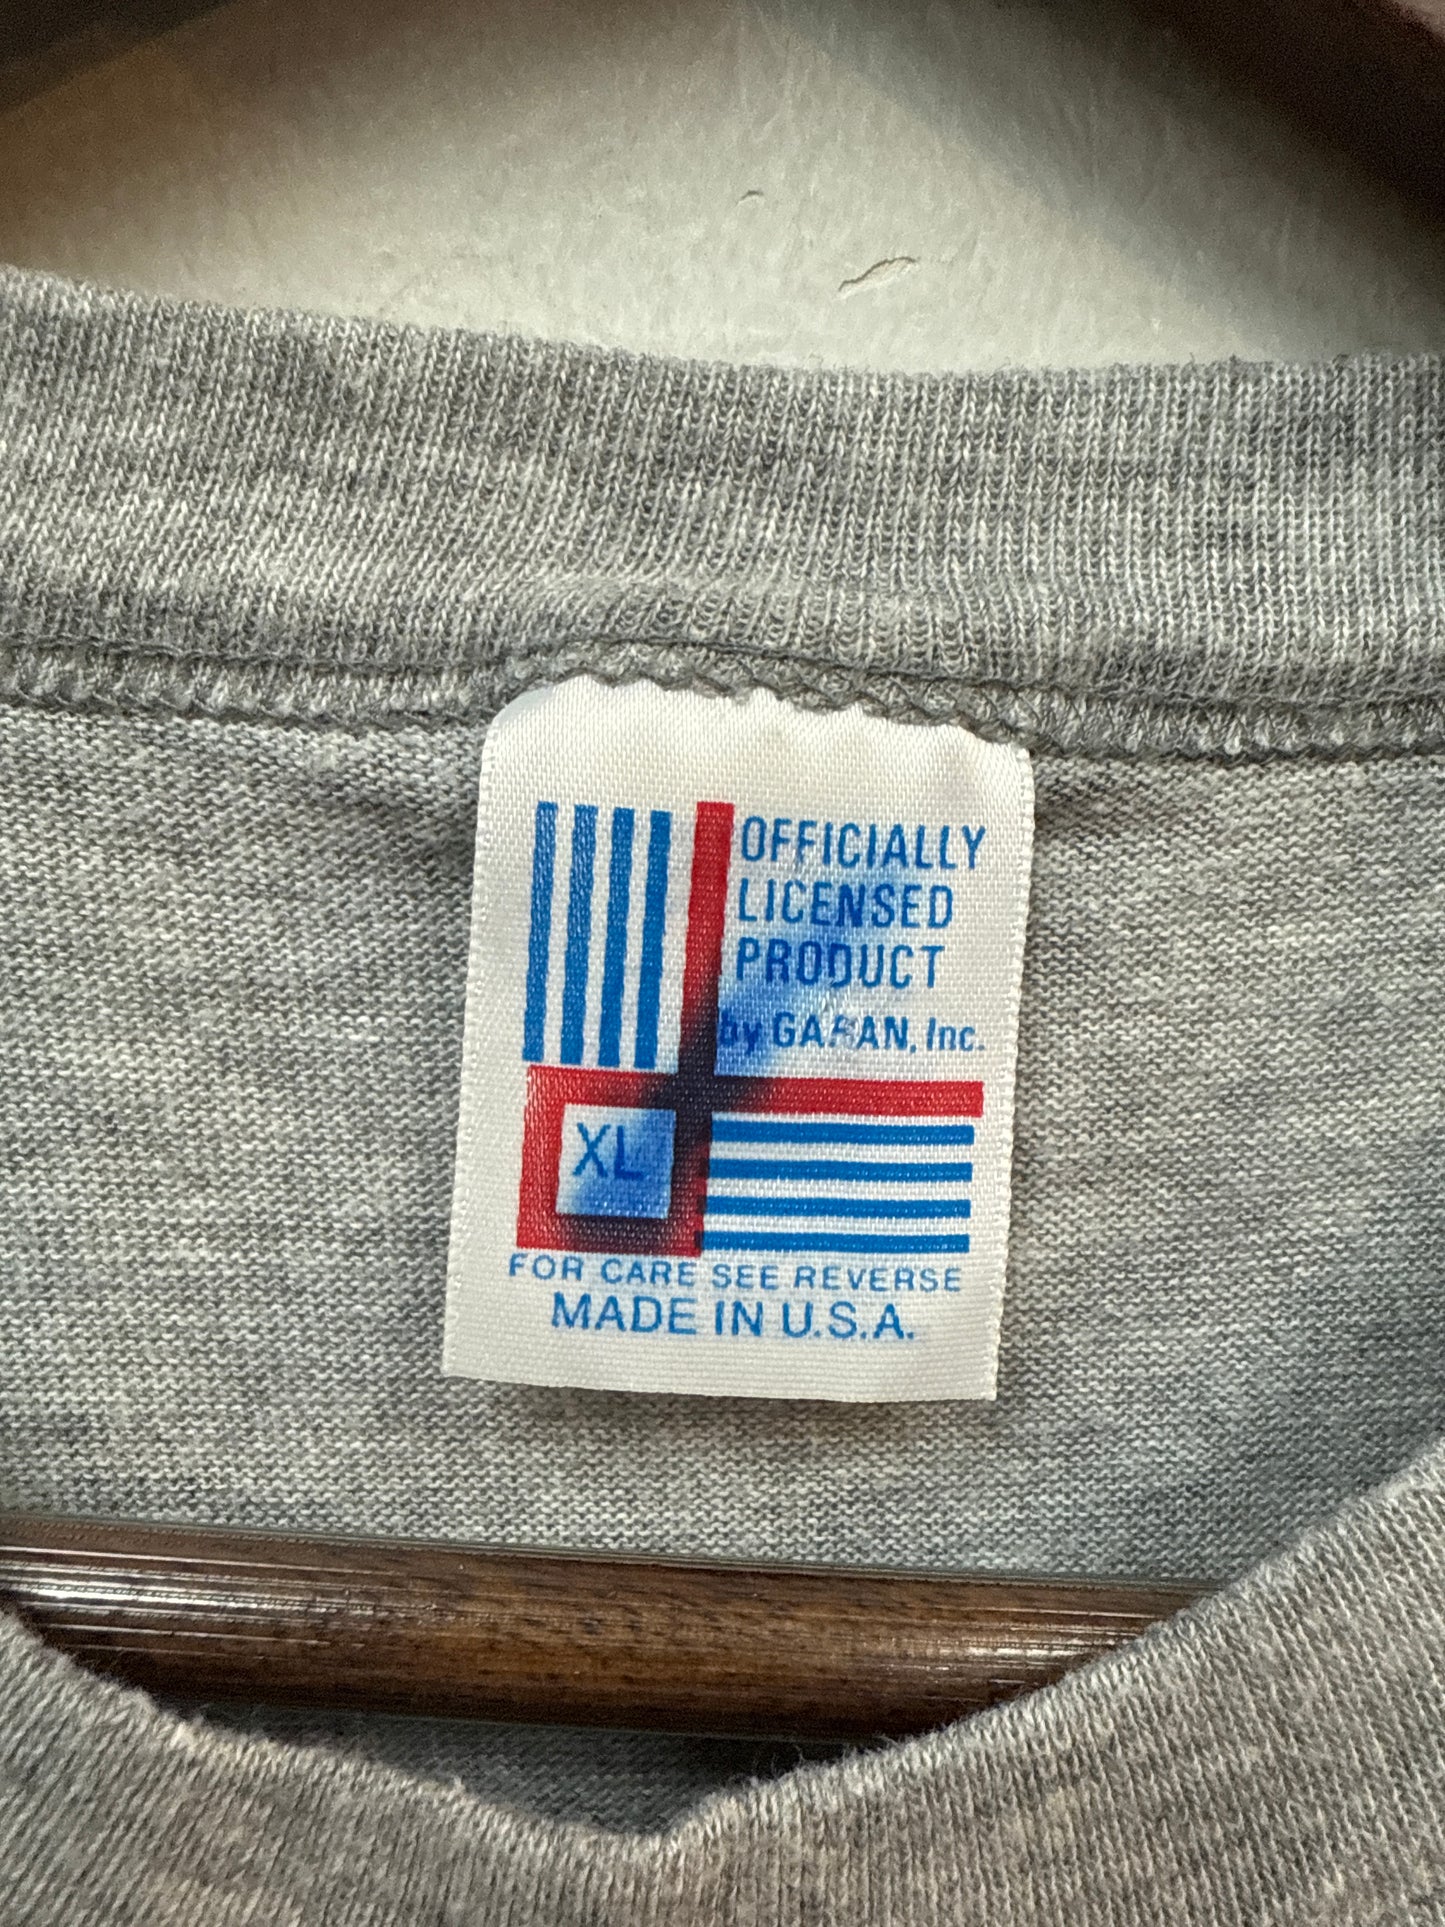 OFFICIALLY
LICENSED
PRODUCT
by GARAN, Inc.
XL
FOR CARE SEE REVERSE
MADE IN U.S.A.